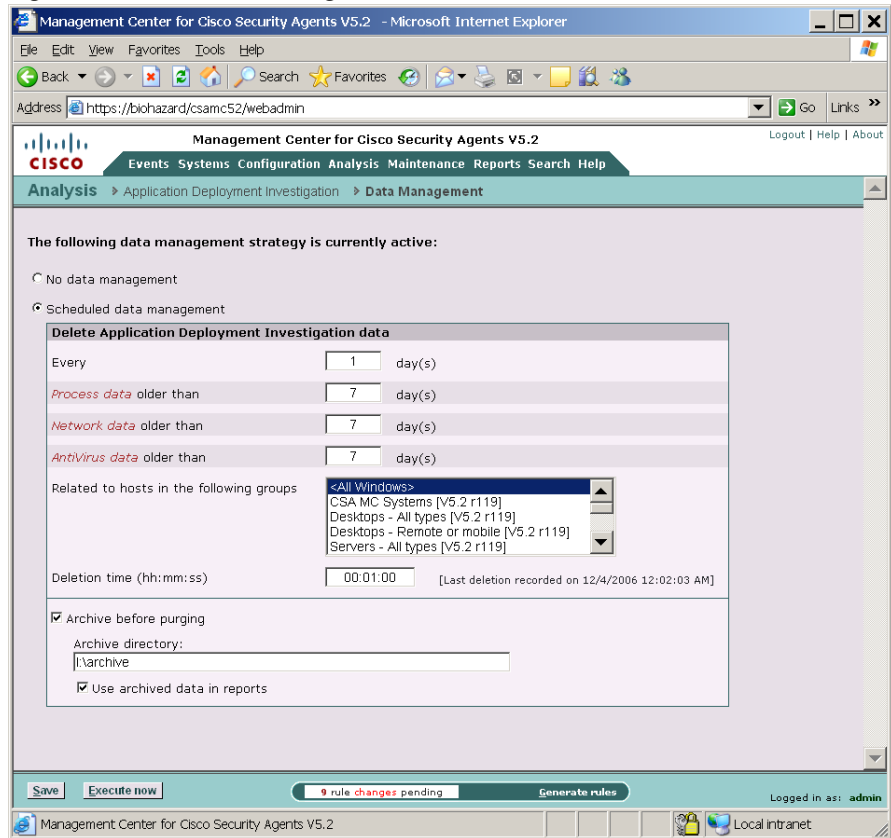 Management Center for Cisco Security Agents V5.2 - Microsoft Internet Explorer
File Edit View Favorites Tools Help
Back Search Favorites
Address https://biohazard/csamc52/webadmin Go Links »
Management Center for Cisco Security Agents V5.2 Logout | Help | About
CISCO Events Systems Configuration Analysis Maintenance Reports Search Help
Analysis Application Deployment Investigation Data Management
The following data management strategy is currently active:
No data management
Scheduled data management
Delete Application Deployment Investigation data
Every 1 day(s)
Process data older than 7 day(s)
Network data older than 7 day(s)
AntiVirus data older than 7 day(s)
Related to hosts in the following groups <All Windows>
CSA MC Systems [V5.2 r119]
Desktops - All types [V5.2 r119]
Desktops - Remote or mobile [V5.2 r119]
Servers - All types [V5.2 r119]
Deletion time (hh:mm:ss) 00:01:00 [Last deletion recorded on 12/4/2006 12:02:03 AM]
Archive before purging
Archive directory:
I:\archive
Use archived data in reports
Save Execute now 9 rule changes pending Generate rules Logged in as: admin
Management Center for Cisco Security Agents V5.2 Local intranet